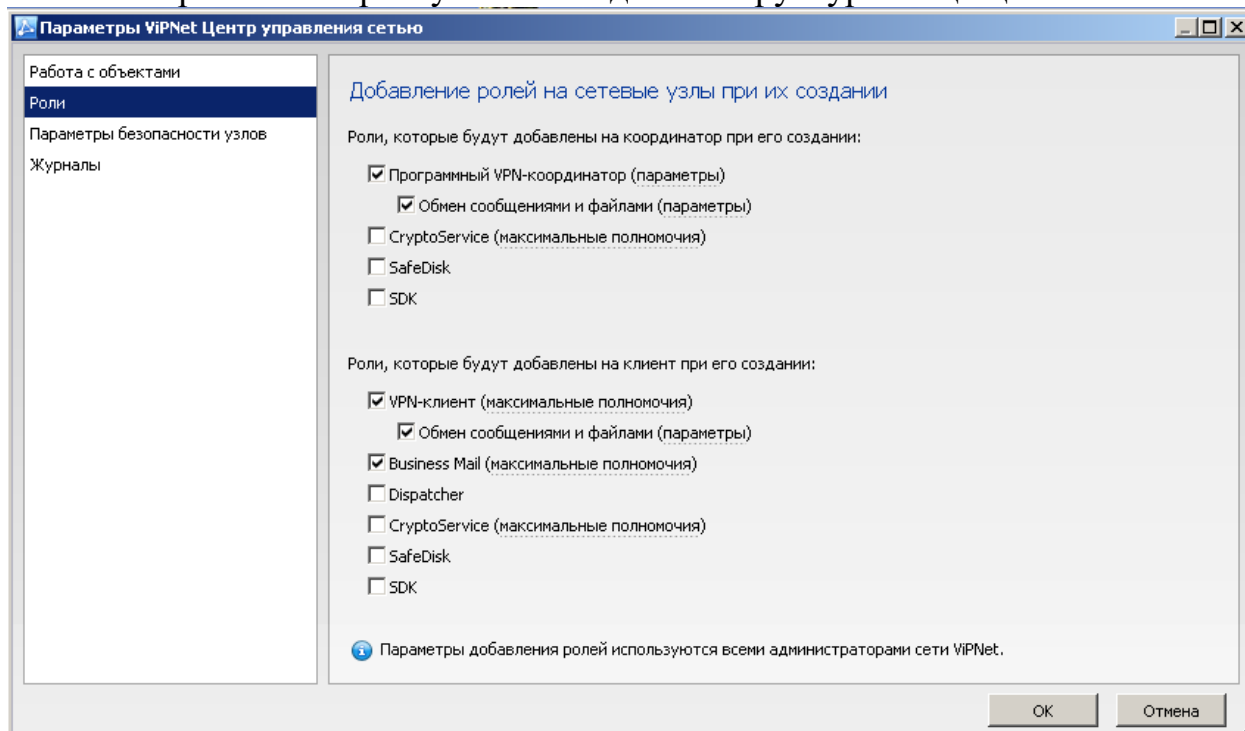 Параметры ViPNet Центр управления сетью
Работа с объектами
Роли
Параметры безопасности узлов
Журналы
Добавление ролей на сетевые узлы при их создании
Роли, которые будут добавлены на координатор при его создании:
Программный VPN-координатор (параметры)
Обмен сообщениями и файлами (параметры)
CryptoService (максимальные полномочия)
SafeDisk
SDK
Роли, которые будут добавлены на клиент при его создании:
VPN-клиент (максимальные полномочия)
Обмен сообщениями и файлами (параметры)
Business Mail (максимальные полномочия)
Dispatcher
CryptoService (максимальные полномочия)
SafeDisk
SDK
Параметры добавления ролей используются всеми администраторами сети ViPNet.
ОК
Отмена